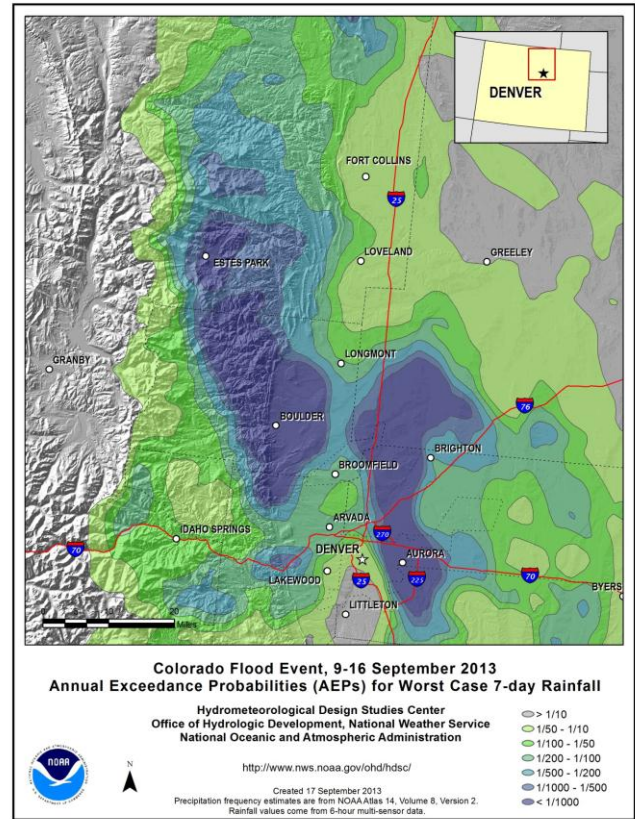 DENVER
FORT COLLINS
25
ESTES PARK
LOVELAND
GREELEY
GRANBY
LONGMONT
76
BOULDER
BRIGHTON
BROOMFIELD
IDAHO SPRINGS
ARVADA
270
70
DENVER
AURORA
LAKEWOOD
25
225
70
BYERS
LITTLETON
20
Miles
Colorado Flood Event, 9-16 September 2013
Annual Exceedance Probabilities (AEPs) for Worst Case 7-day Rainfall
Hydrometeorological Design Studies Center
Office of Hydrologic Development, National Weather Service
National Oceanic and Atmospheric Administration
http://www.nws.noaa.gov/ohd/hdsc/
Created 17 September 2013
Precipitation frequency estimates are from NOAA Atlas 14, Volume 8, Version 2.
Rainfall values come from 6-hour multi-sensor data.
NOAA
N
> 1/10
1/50 - 1/10
1/100 - 1/50
1/200 - 1/100
1/500 - 1/200
1/1000 - 1/500
< 1/1000